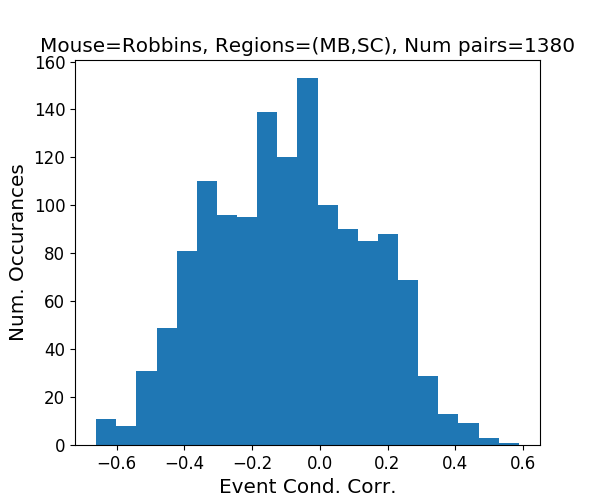 Mouse=Robbins, Regions=(MB,SC), Num pairs=1380
160
140
120
100
80
60
40
20
0
Num. Occurances
−0.6 −0.4 −0.2 0.0 0.2 0.4 0.6
Event Cond. Corr.